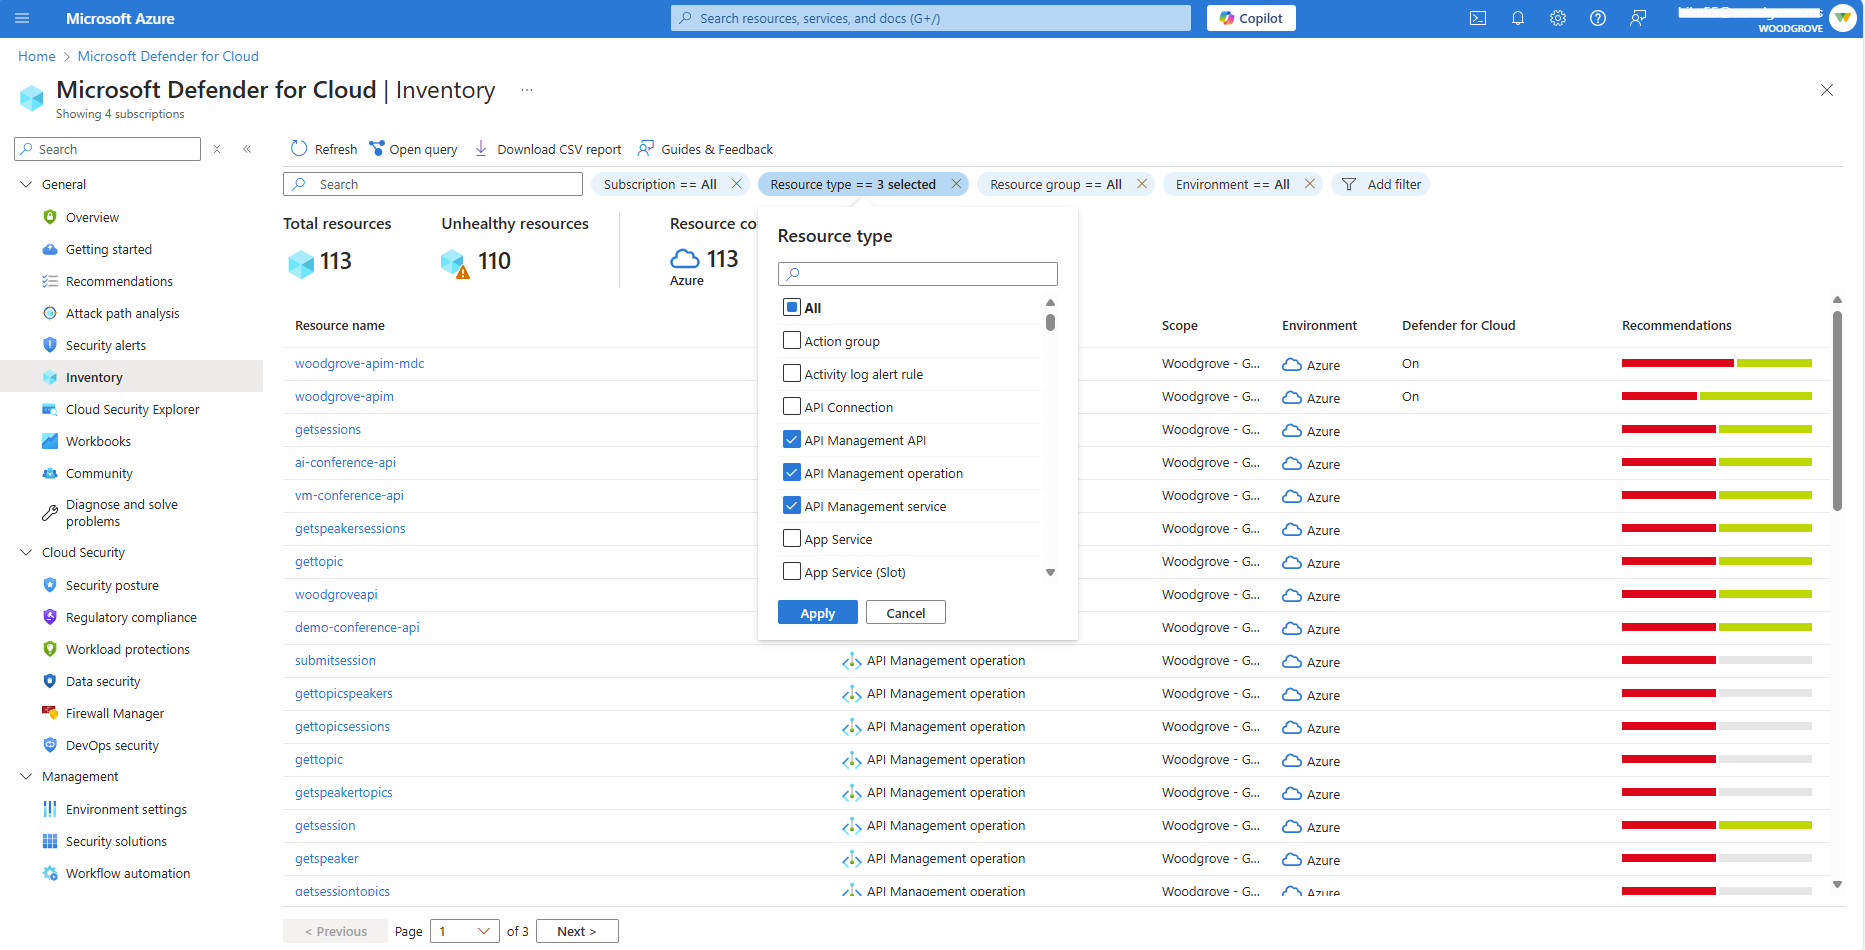 Microsoft Azure
Search resources, services, and docs (G+/)
Copilot
WOODGROVE
Home > Microsoft Defender for Cloud
Microsoft Defender for Cloud | Inventory ...
Showing 4 subscriptions
Search
General
Overview
Getting started
Recommendations
Attack path analysis
Security alerts
Inventory
Cloud Security Explorer
Workbooks
Community
Diagnose and solve
problems
Cloud Security
Security posture
Regulatory compliance
Workload protections
Data security
Firewall Manager
DevOps security
Management
Environment settings
Security solutions
Workflow automation
Refresh Open query Download CSV report Guides & Feedback
Search Subscription == All Resource type == 3 selected Resource group == All Environment == All Add filter
Total resources
113
Unhealthy resources
110
Resource co
113
Azure
Resource type
All
Action group
Activity log alert rule
API Connection
API Management API
API Management operation
API Management service
App Service
App Service (Slot)
Apply Cancel
Resource name Scope Environment Defender for Cloud Recommendations
woodgrove-apim-mdc Woodgrove - G... Azure On
woodgrove-apim Woodgrove - G... Azure On
getsessions Woodgrove - G... Azure
ai-conference-api Woodgrove - G... Azure
vm-conference-api Woodgrove - G... Azure
getspeakersessions Woodgrove - G... Azure
gettopic Woodgrove - G... Azure
woodgroveapi Woodgrove - G... Azure
demo-conference-api Woodgrove - G... Azure
submitsession API Management operation Woodgrove - G... Azure
gettopicspeakers API Management operation Woodgrove - G... Azure
gettopicsessions API Management operation Woodgrove - G... Azure
gettopic API Management operation Woodgrove - G... Azure
getspeakertopics API Management operation Woodgrove - G... Azure
getsession API Management operation Woodgrove - G... Azure
getspeaker API Management operation Woodgrove - G... Azure
getsessiontopics API Management operation Woodgrove - G... Azure
< Previous Page 1 of 3 Next >